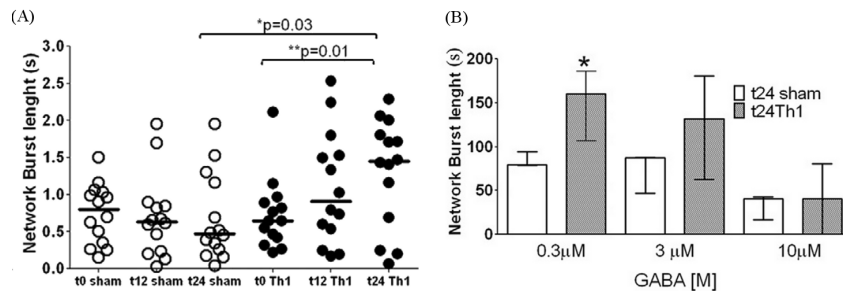 (A)
*p=0.03
**p=0.01
Network Burst lenght (s)
3.0
2.5
2.0
1.5
1.0
0.5
0.0
t0 sham t12 sham t24 sham t0 Th1 t12 Th1 t24 Th1
(B)
Network Burst lenght (s)
200
150
100
50
0
*
t24 sham
t24Th1
0.3µM 3 µM 10µM
GABA [M]